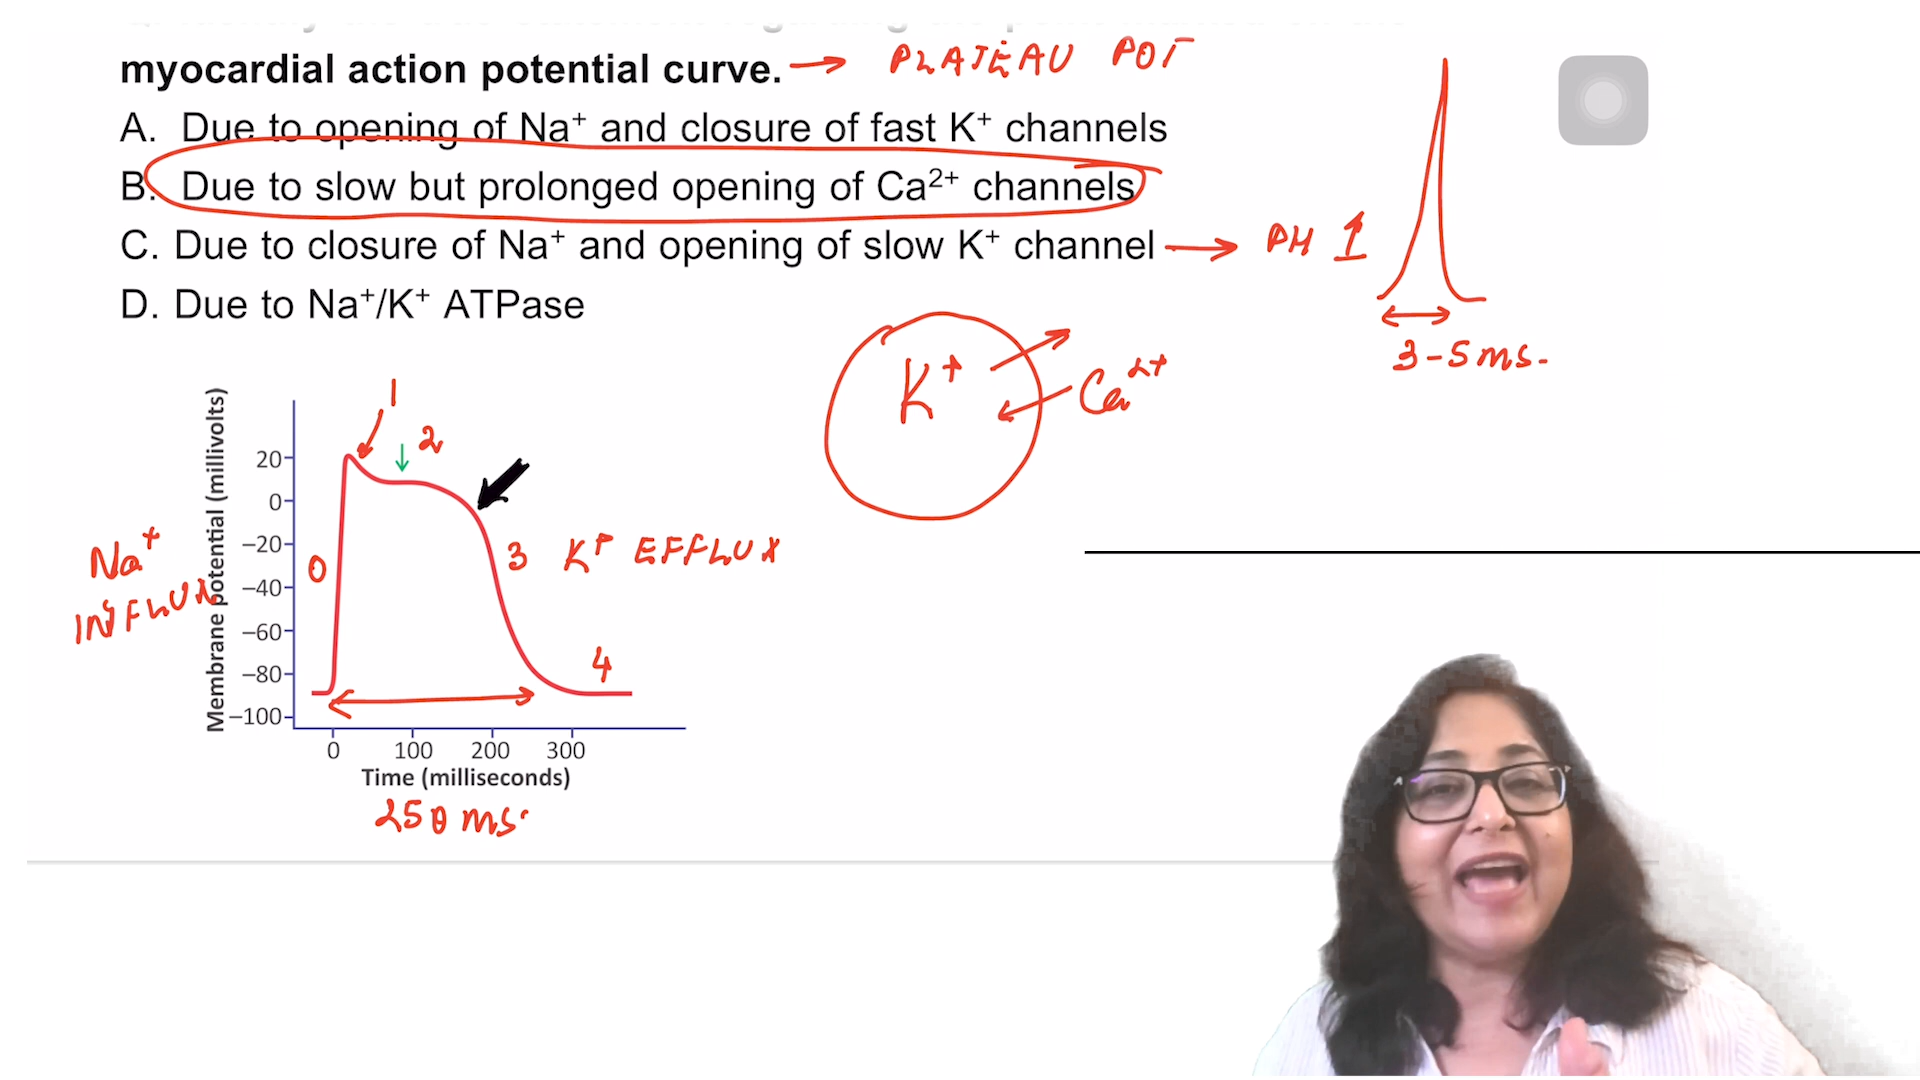 myocardial action potential curve. → PLATEAU POT
A. Due to opening of Na⁺ and closure of fast K⁺ channels
B. Due to slow but prolonged opening of Ca²⁺ channels
C. Due to closure of Na⁺ and opening of slow K⁺ channel → PH 1
D. Due to Na⁺/K⁺ ATPase
3-5 ms.
K⁺
Ca²⁺
1
2
0
3 K⁺ EFFLUX
4
Na⁺
INFLUX
Membrane potential (millivolts)
20
0
−20
−40
−60
−80
−100
0 100 200 300
Time (milliseconds)
250 ms.